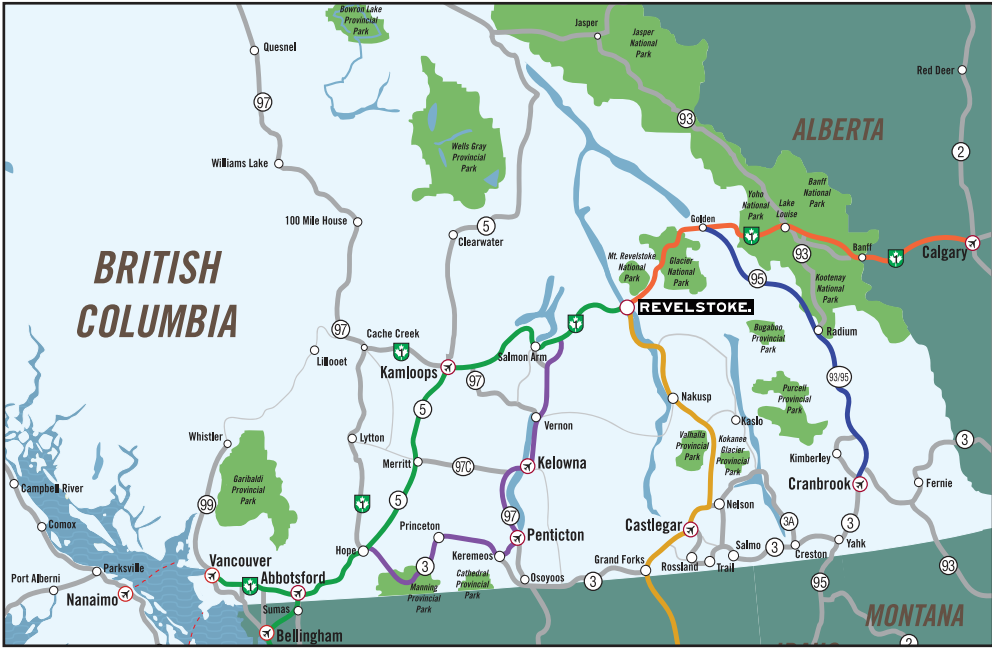 Bowron Lake
Provincial
Park
Jasper
Jasper
National
Park
Quesnel
Red Deer
97
93
ALBERTA
2
Wells Gray
Provincial
Park
Williams Lake
Banff
National
Park
Yoho
National
Park
Lake
Louise
100 Mile House
5
Clearwater
Golden
1
93
Banff
1
Calgary
BRITISH
COLUMBIA
Mt. Revelstoke
National
Park
Glacier
National
Park
95
Kootenay
National
Park
REVELSTOKE.
97
Cache Creek
1
1
Radium
Lillooet
Salmon Arm
Bugaboo
Provincial
Park
Kamloops
97
93/95
5
Nakusp
Purcell
Provincial
Park
Vernon
Kaslo
Whistler
Lytton
Valhalla
Provincial
Park
Kokanee
Glacier
Provincial
Park
3
Merritt
97C
Kelowna
Kimberley
Garibaldi
Provincial
Park
Campbell River
Cranbrook
Fernie
99
1
5
97
Nelson
Comox
Princeton
Castlegar
3A
3
Penticton
Hope
Keremeos
Salmo
3
Creston
Yahk
Parksville
Vancouver
Grand Forks
Rossland
Trail
Port Alberni
1
Abbotsford
3
Manning
Provincial
Park
Cathedral
Provincial
Park
Osoyoos
3
95
93
Nanaimo
Sumas
MONTANA
Bellingham
2